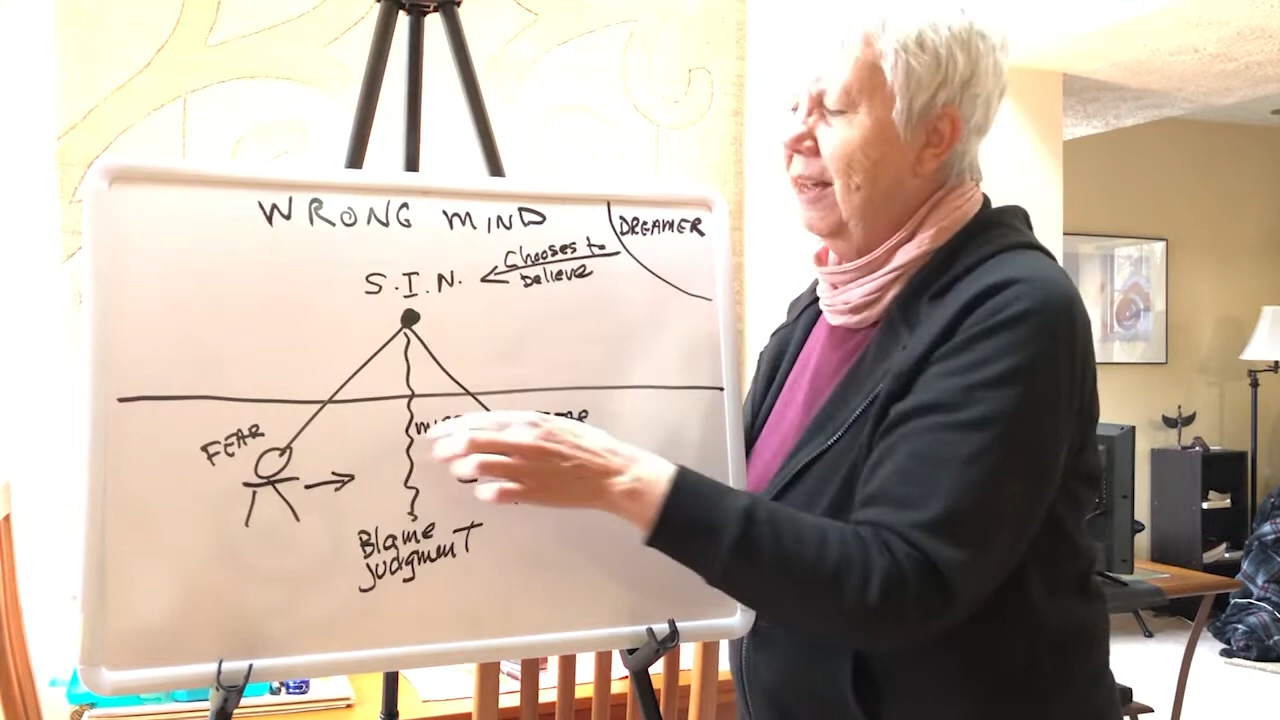 WRONG MIND
DREAMER
Chooses to
believe
S.I.N.
FEAR
Blame
judgment